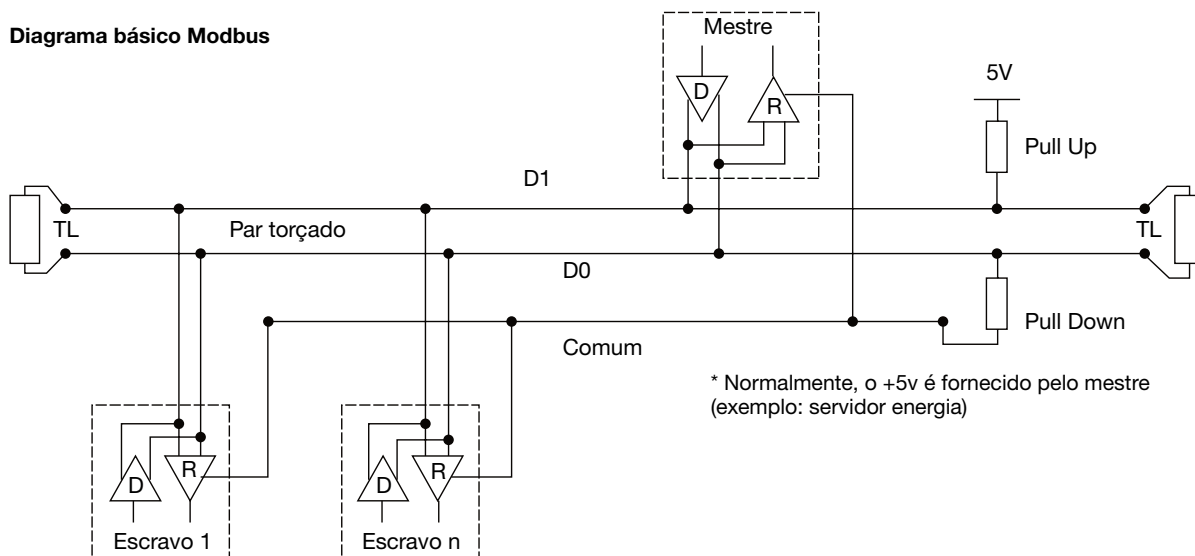 Diagrama básico Modbus
Mestre
D
R
5V
Pull Up
D1
TL
Par torçado
TL
D0
Pull Down
Comum
* Normalmente, o +5v é fornecido pelo mestre
(exemplo: servidor energia)
D
R
D
R
Escravo 1
Escravo n